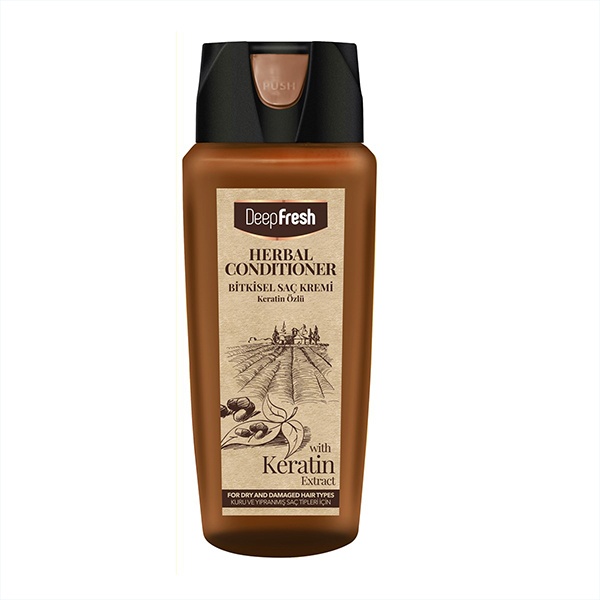 PUSH
DeepFresh
HERBAL
CONDITIONER
BİTKİSEL SAÇ KREMİ
Keratin Özlü
with
Keratin
Extract
FOR DRY AND DAMAGED HAIR TYPES
KURU VE YIPRANMIŞ SAÇ TİPLERİ İÇİN